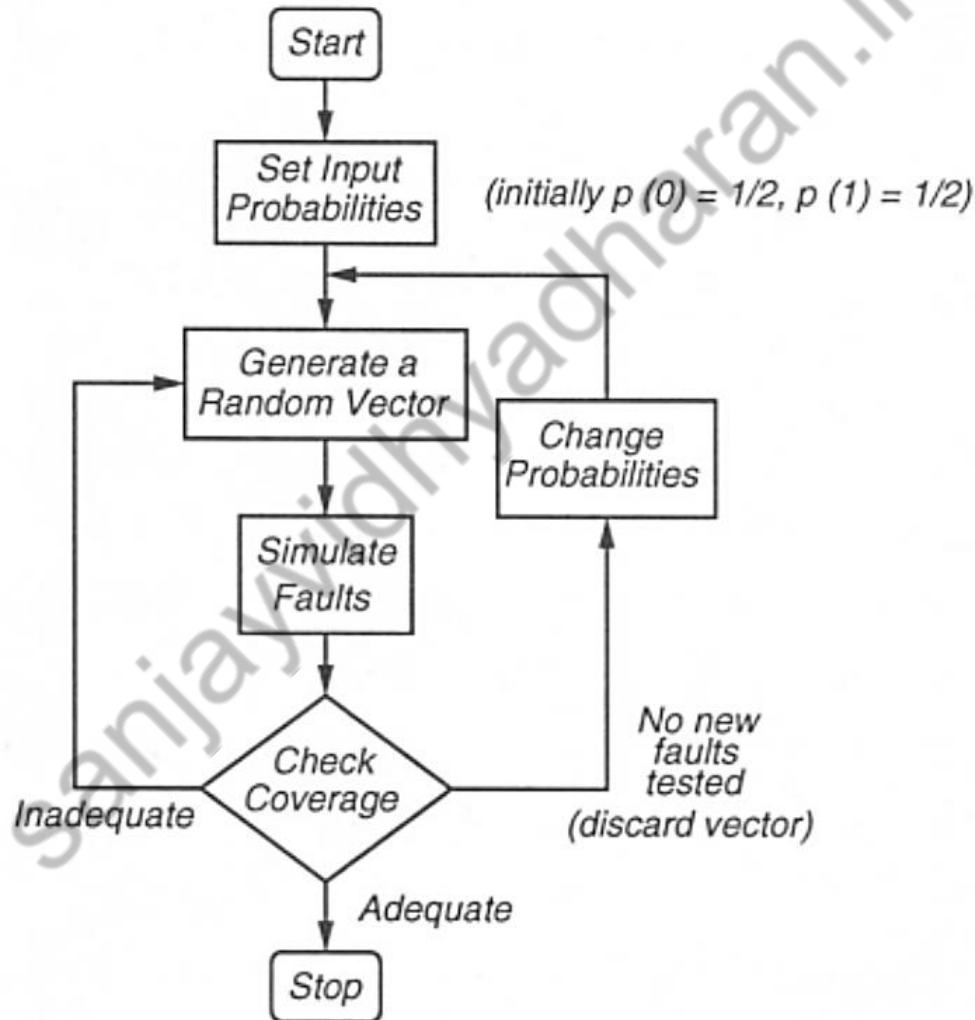 Start
Set Input
Probabilities
(initially p (0) = 1/2, p (1) = 1/2)
Generate a
Random Vector
Change
Probabilities
Simulate
Faults
No new
faults
tested
(discard vector)
Check
Coverage
Inadequate
Adequate
Stop
sanjayvidhyadharan.in